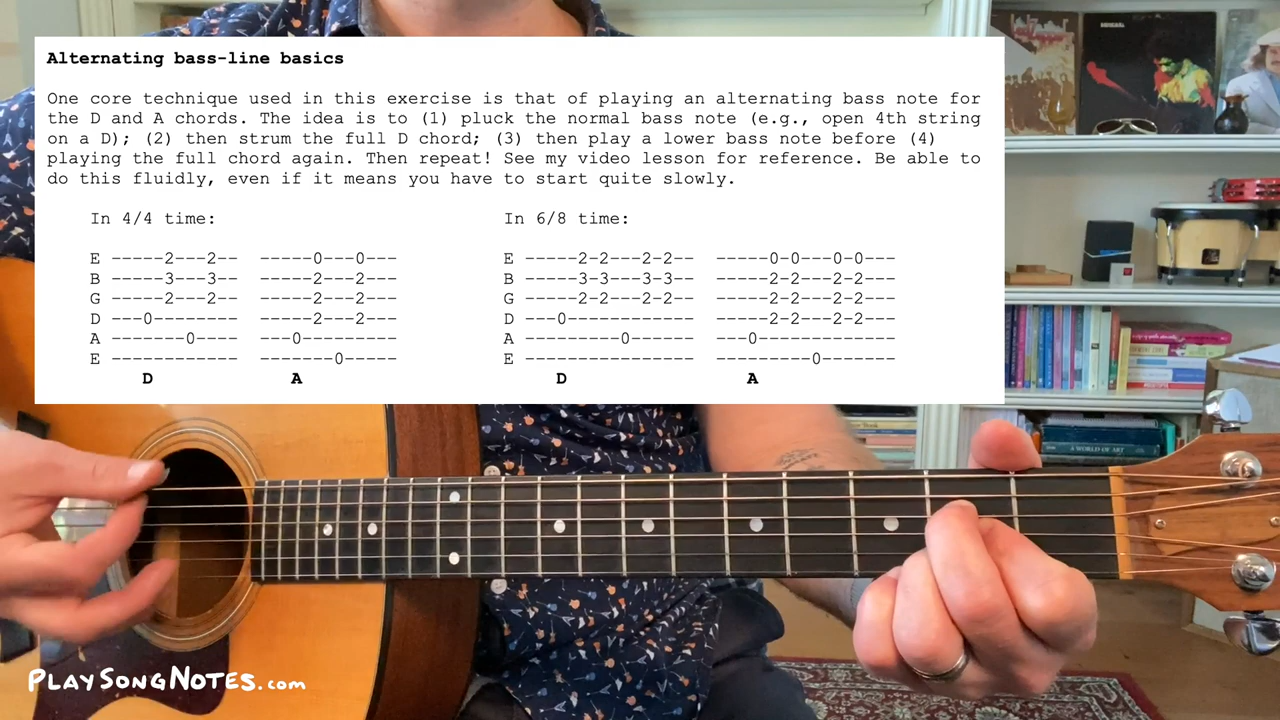 Alternating bass-line basics
One core technique used in this exercise is that of playing an alternating bass note for
the D and A chords. The idea is to (1) pluck the normal bass note (e.g., open 4th string
on a D); (2) then strum the full D chord; (3) then play a lower bass note before (4)
playing the full chord again. Then repeat! See my video lesson for reference. Be able to
do this fluidly, even if it means you have to start quite slowly.
In 4/4 time: In 6/8 time:
E -----2---2-- -----0---0--- E -----2-2---2-2-- -----0-0---0-0---
B -----3---3-- -----2---2--- B -----3-3---3-3-- -----2-2---2-2---
G -----2---2-- -----2---2--- G -----2-2---2-2-- -----2-2---2-2---
D ---0-------- -----2---2--- D ---0------------ -----2-2---2-2---
A -------0---- ---0--------- A ---------0------ ---0-------------
E ------------ -------0----- E ---------------- ---------0-------
D A D A
A WORLD OF ART
PLAYSONGNOTES.com